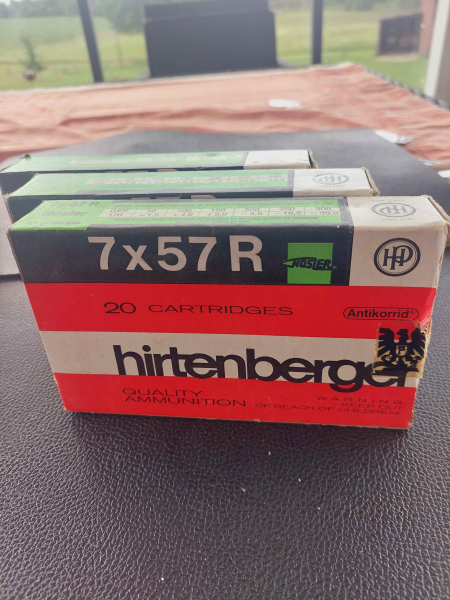 7x57 R
NOSLER
HP
20 CARTRIDGES
Antikorrid®
hirtenberger
QUALITY
AMMUNITION
WARNING
KEEP OUT
OF REACH OF CHILDREN!